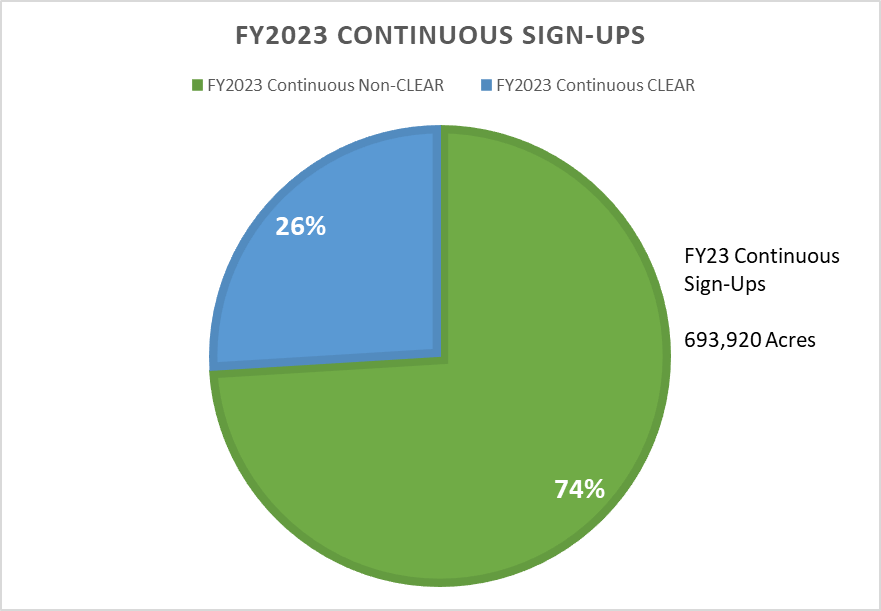 FY2023 CONTINUOUS SIGN-UPS
FY2023 Continuous Non-CLEAR
FY2023 Continuous CLEAR
26%
FY23 Continuous
Sign-Ups
693,920 Acres
74%